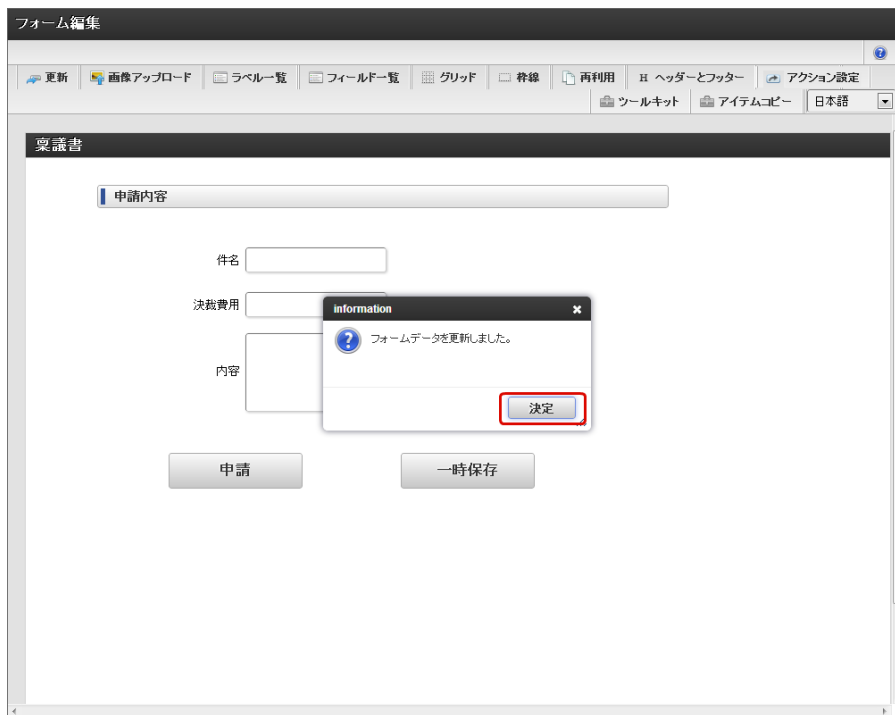 フォーム編集
更新 画像アップロード ラベル一覧 フィールド一覧 グリッド 枠線 再利用 H ヘッダーとフッター アクション設定
ツールキット アイテムコピー 日本語
稟議書
申請内容
件名
決裁費用
information
フォームデータを更新しました。
内容
決定
申請 一時保存